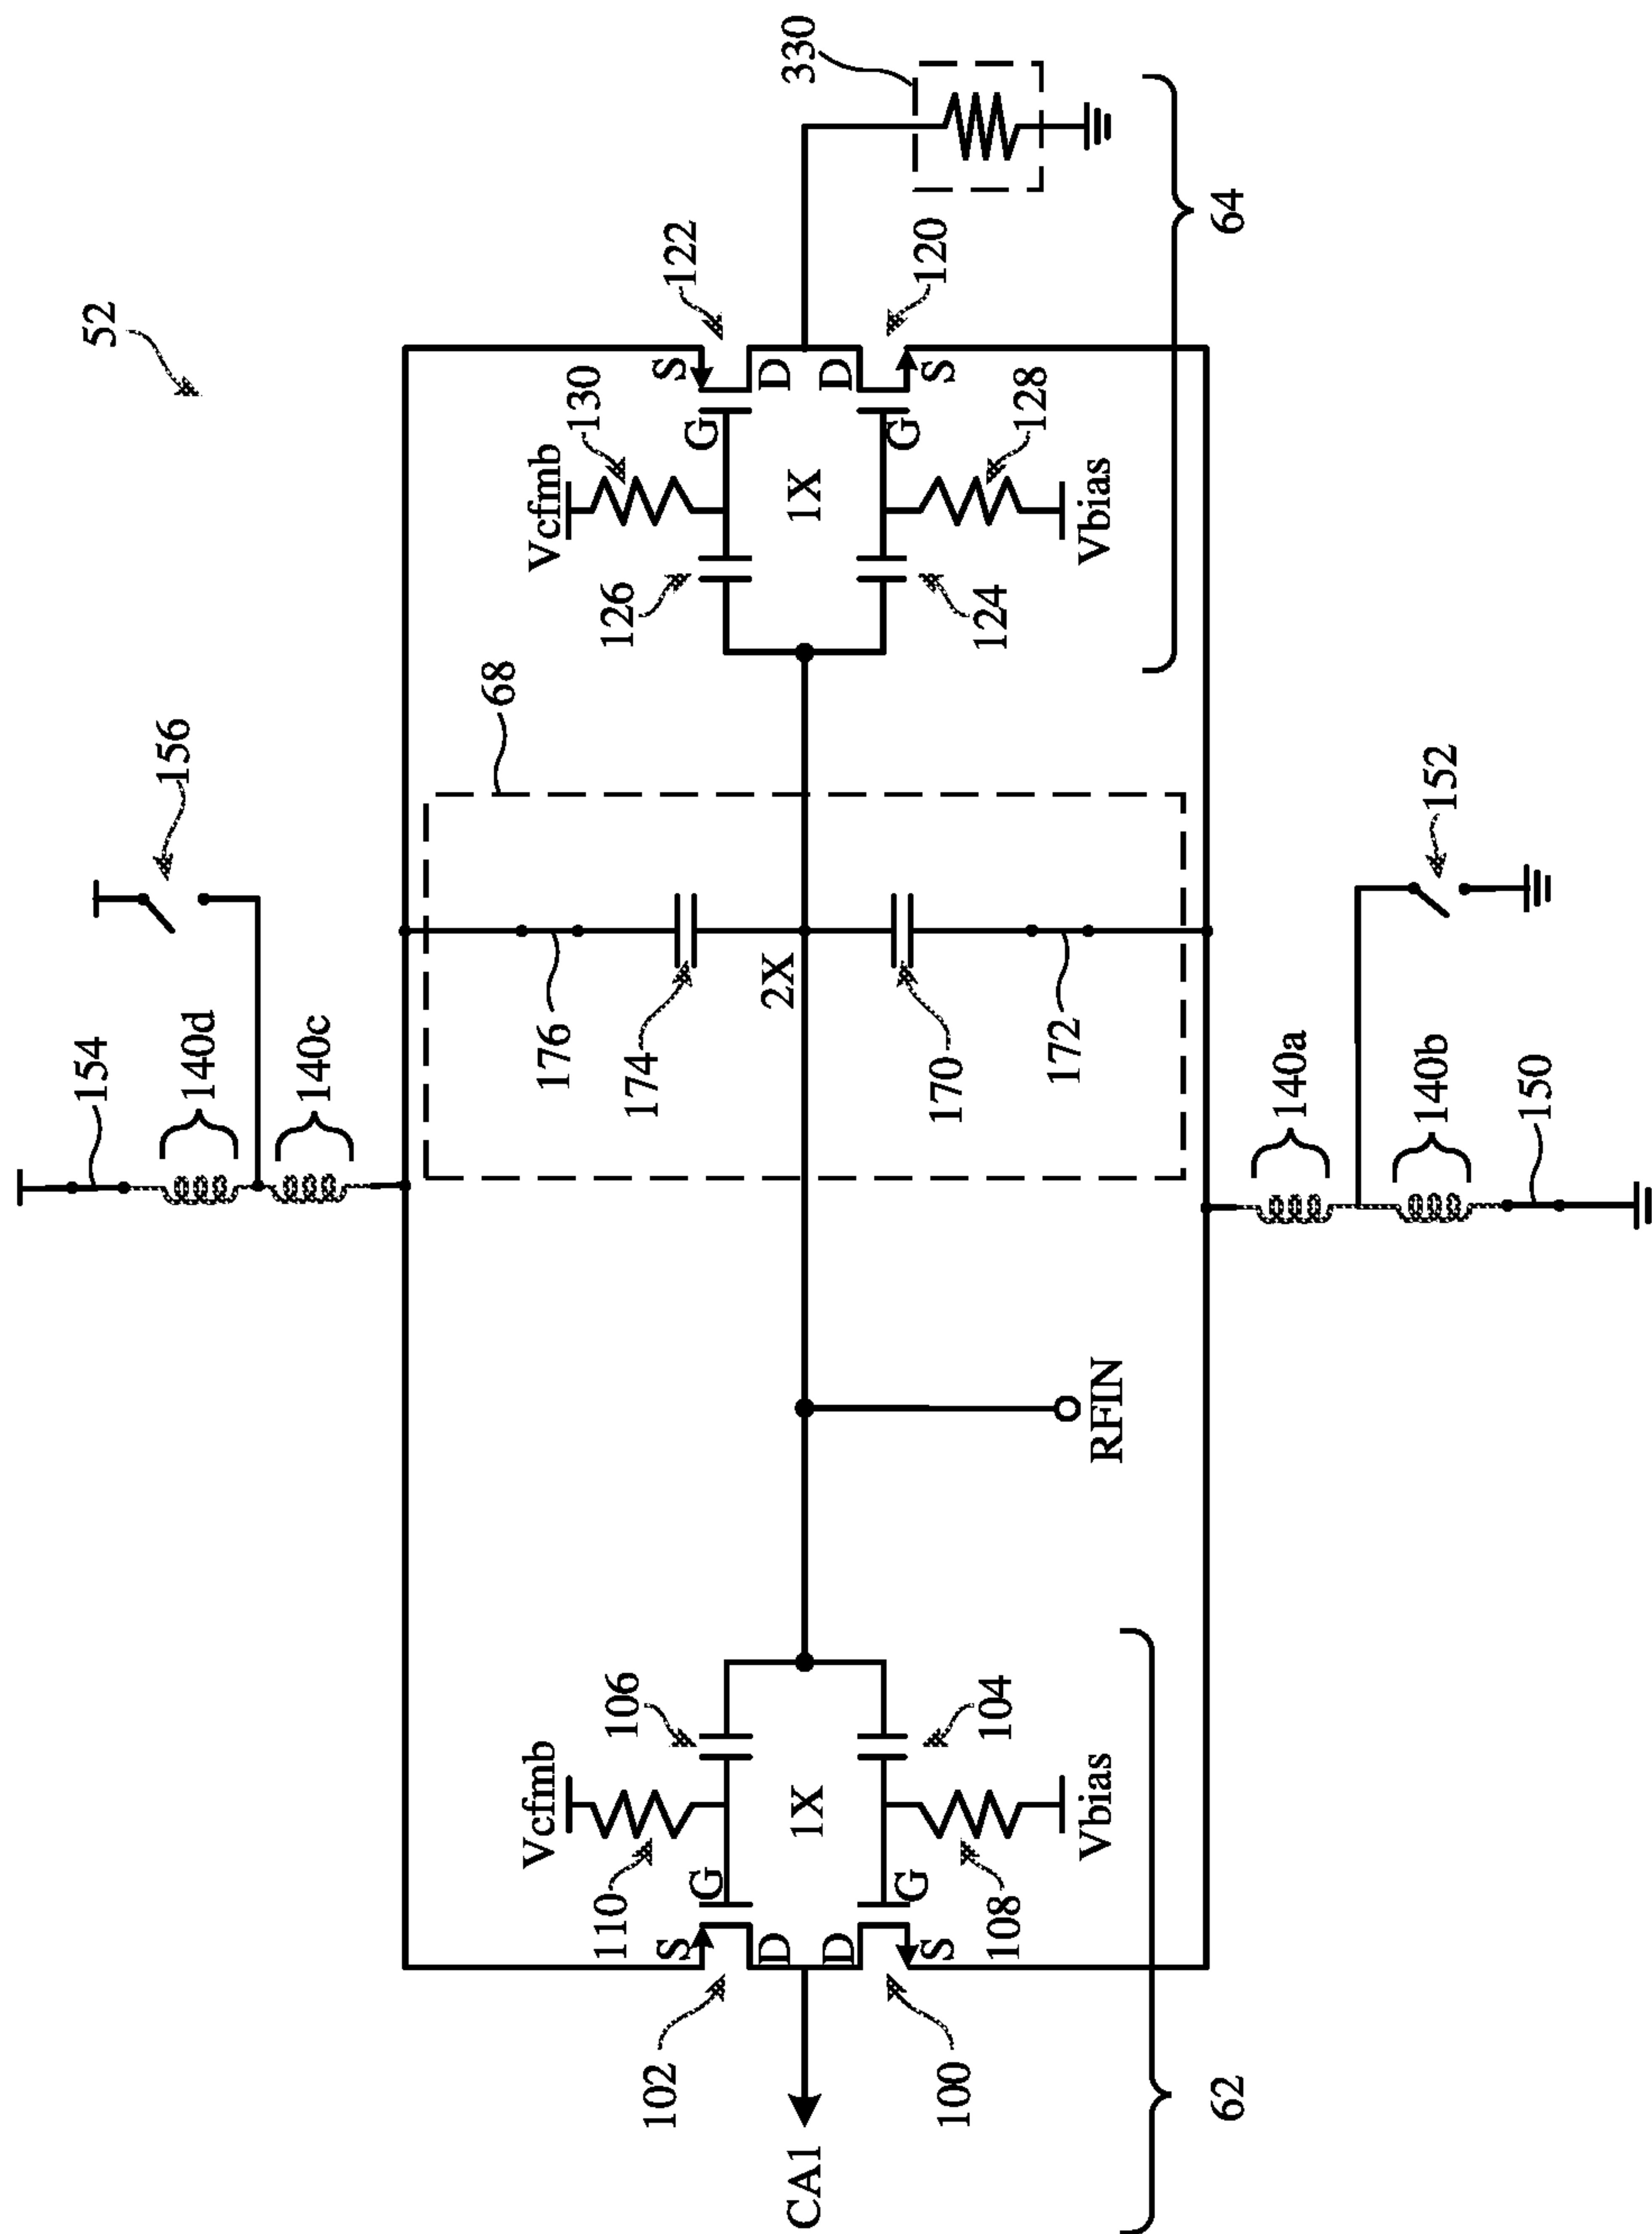 52
154
156
140d
140c
68
176
174
2X
170
172
140a
140b
152
150
RFIN
CA1
102
100
62
S
G
D
D
G
S
Vcfmb
110
106
1X
104
108
Vbias
Vcfmb
130
126
1X
124
128
Vbias
S
G
D
D
G
S
122
120
330
64